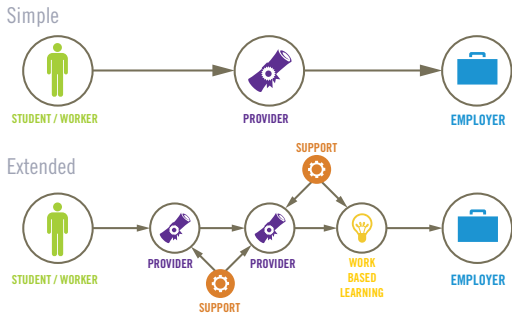 Simple
STUDENT / WORKER
PROVIDER
EMPLOYER
SUPPORT
Extended
STUDENT / WORKER
PROVIDER
PROVIDER
WORK
BASED
LEARNING
EMPLOYER
SUPPORT